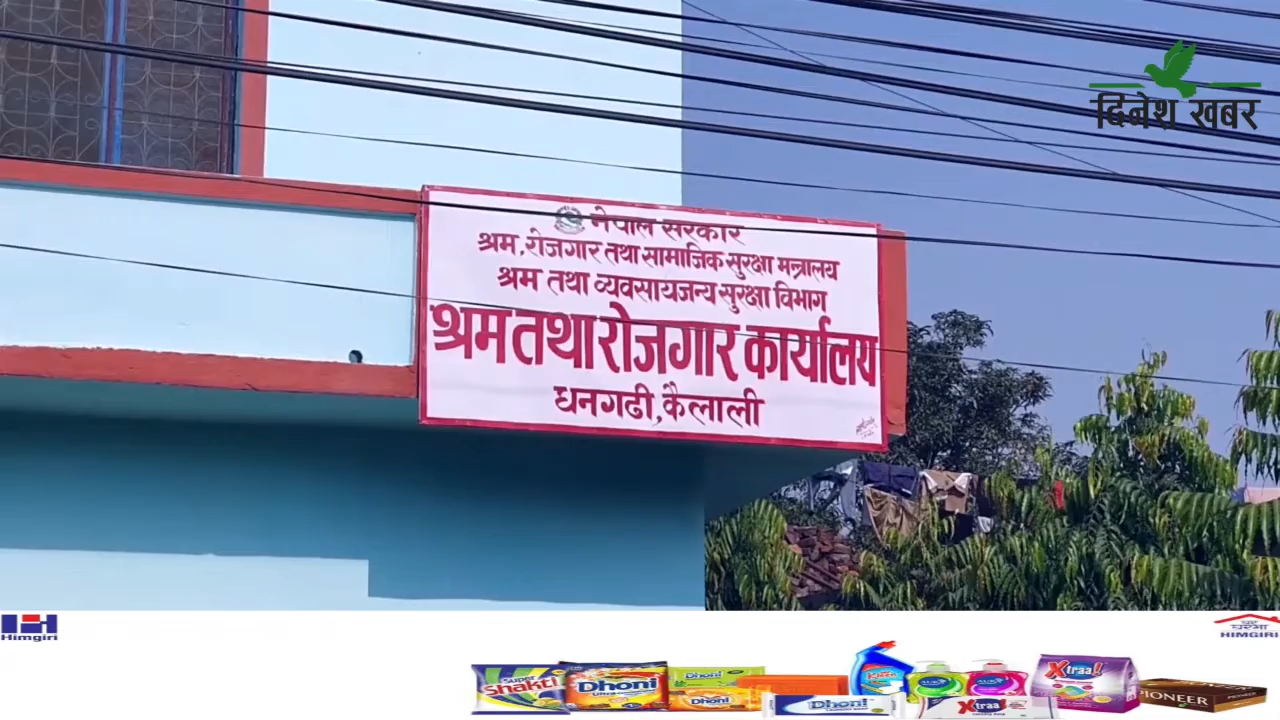 दिनेश खबर
नेपाल सरकार
श्रम, रोजगार तथा सामाजिक सुरक्षा मन्त्रालय
श्रम तथा व्यवसायजन्य सुरक्षा विभाग
श्रम तथा रोजगार कार्यालय
धनगढी, कैलाली
Himgiri
HIMGIRI
SUPER Shakti
Dhoni
Dhoni
Dhoni
Dhoni
Xtraa!
Xtraa!
PIONEER